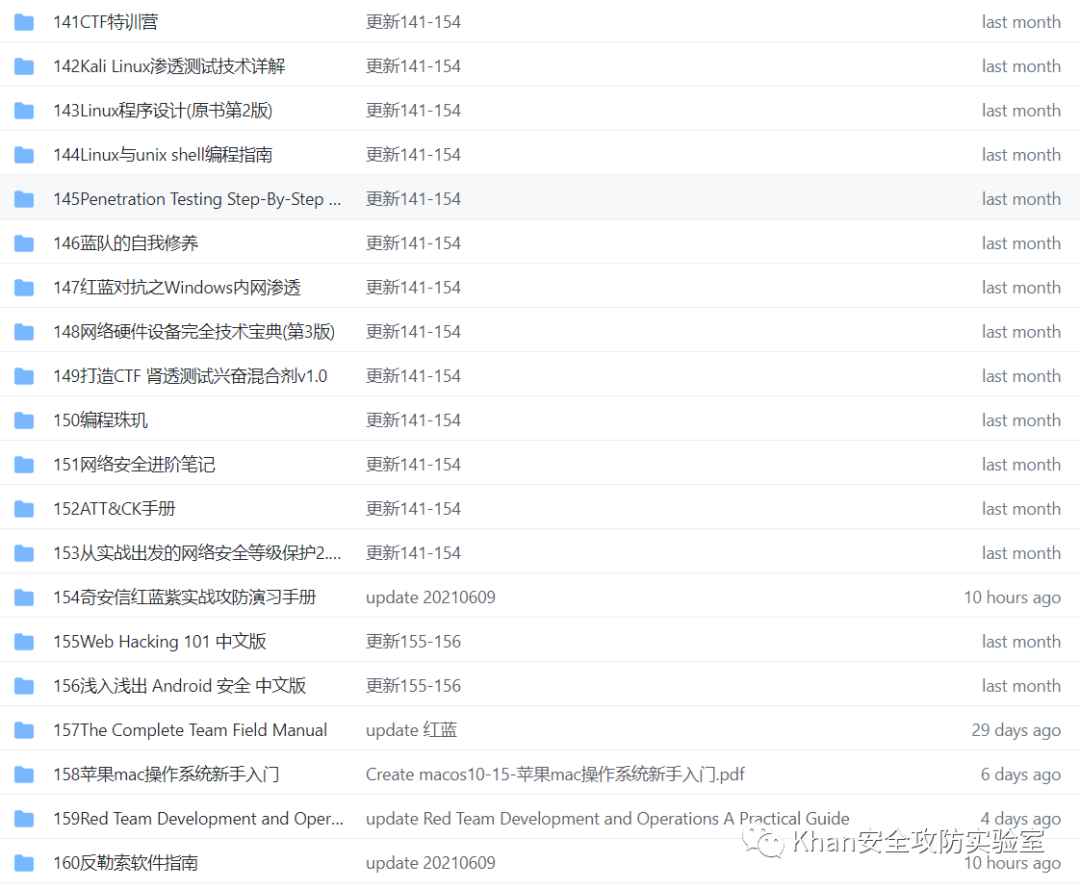 141CTF特训营 更新141-154 last month
142Kali Linux渗透测试技术详解 更新141-154 last month
143Linux程序设计(原书第2版) 更新141-154 last month
144Linux与unix shell编程指南 更新141-154 last month
145Penetration Testing Step-By-Step ... 更新141-154 last month
146蓝队的自我修养 更新141-154 last month
147红蓝对抗之Windows内网渗透 更新141-154 last month
148网络硬件设备完全技术宝典(第3版) 更新141-154 last month
149打造CTF 肾透测试兴奋混合剂v1.0 更新141-154 last month
150编程珠玑 更新141-154 last month
151网络安全进阶笔记 更新141-154 last month
152ATT&CK手册 更新141-154 last month
153从实战出发的网络安全等级保护2.... 更新141-154 last month
154奇安信红蓝紫实战攻防演习手册 update 20210609 10 hours ago
155Web Hacking 101 中文版 更新155-156 last month
156浅入浅出 Android 安全 中文版 更新155-156 last month
157The Complete Team Field Manual update 红蓝 29 days ago
158苹果mac操作系统新手入门 Create macos10-15-苹果mac操作系统新手入门.pdf 6 days ago
159Red Team Development and Oper... update Red Team Development and Operations A Practical Guide 4 days ago
Khan安全攻防实验室
160反勒索软件指南 update 20210609 10 hours ago